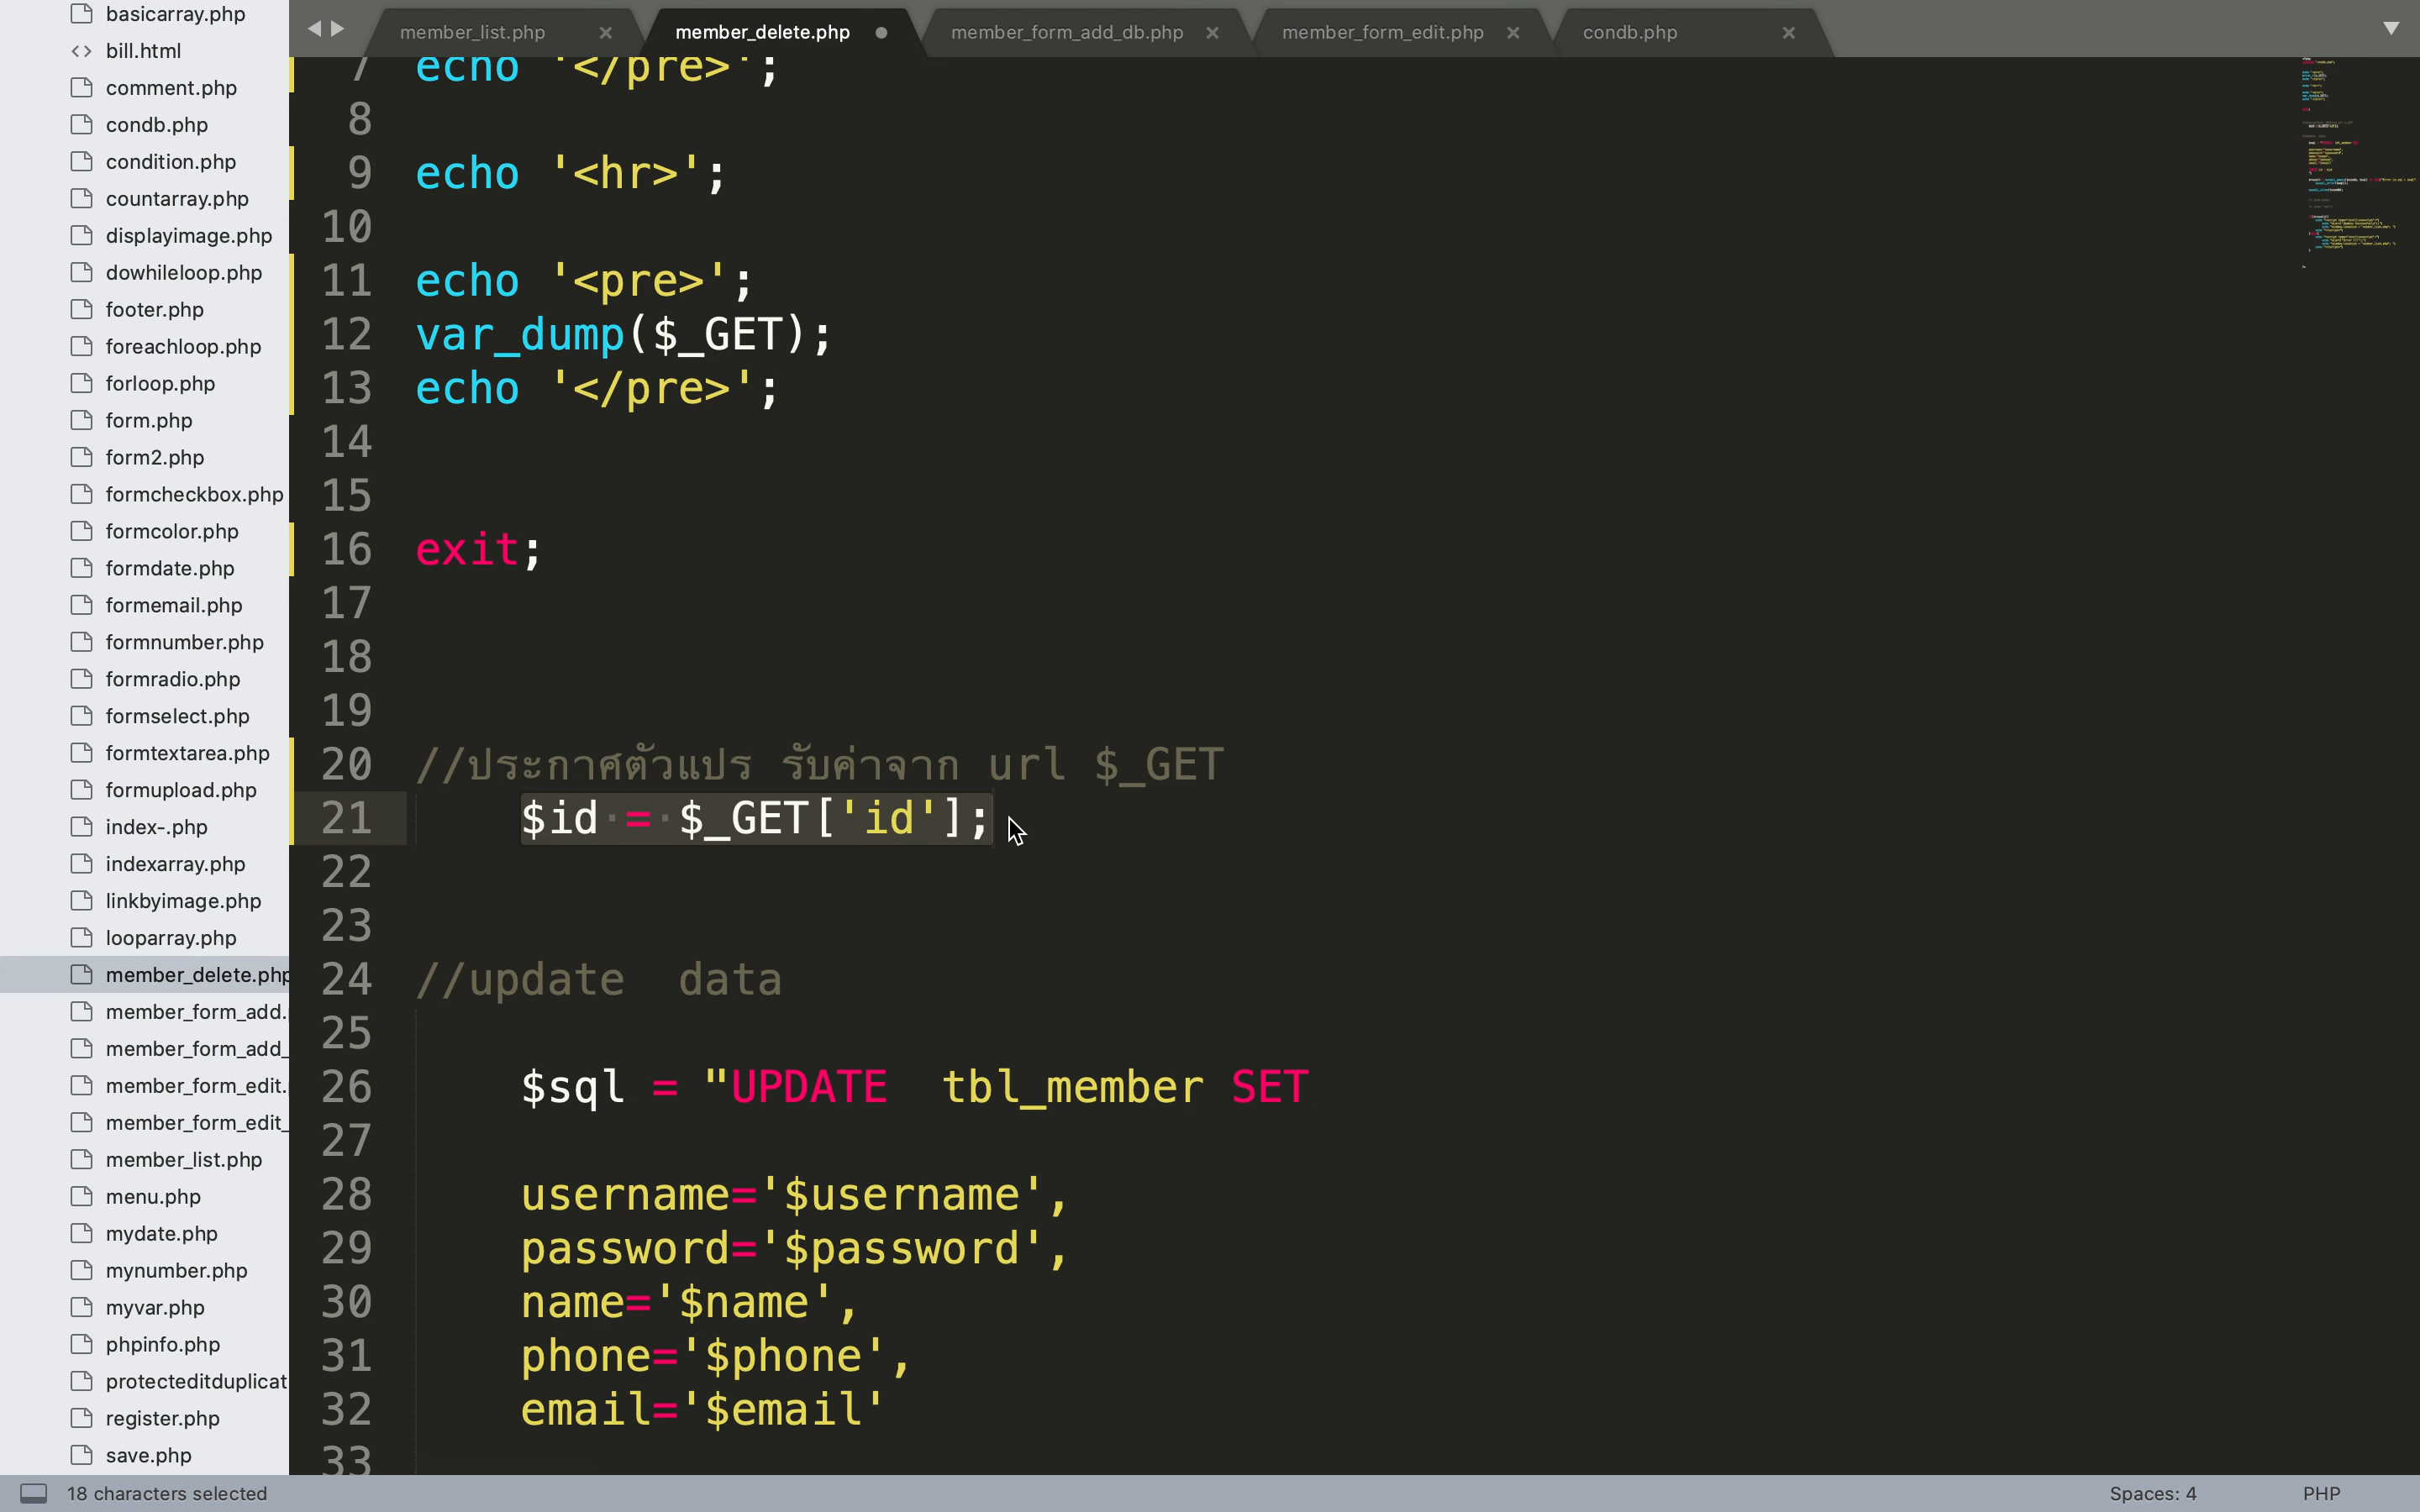 basicarray.php
bill.html
comment.php
condb.php
condition.php
countarray.php
displayimage.php
dowhileloop.php
footer.php
foreachloop.php
forloop.php
form.php
form2.php
formcheckbox.php
formcolor.php
formdate.php
formemail.php
formnumber.php
formradio.php
formselect.php
formtextarea.php
formupload.php
index-.php
indexarray.php
linkbyimage.php
looparray.php
member_delete.php
member_form_add.
member_form_add_
member_form_edit.
member_form_edit_
member_list.php
menu.php
mydate.php
mynumber.php
myvar.php
phpinfo.php
protecteditduplicat
register.php
save.php
member_list.php member_delete.php member_form_add_db.php member_form_edit.php condb.php
7 echo '</pre>';
8
9 echo '<hr>';
10
11 echo '<pre>';
12 var_dump($_GET);
13 echo '</pre>';
14
15
16 exit;
17
18
19
20 //ประกาศตัวแปร รับค่าจาก url $_GET
21 $id = $_GET['id'];
22
23
24 //update  data
25
26 $sql = "UPDATE  tbl_member SET
27
28 username='$username',
29 password='$password',
30 name='$name',
31 phone='$phone',
32 email='$email'
33
18 characters selected Spaces: 4 PHP